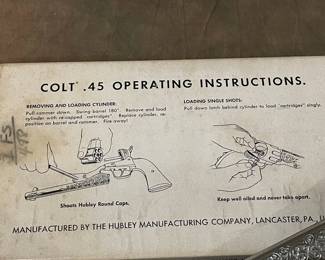 COLT .45 OPERATING INSTRUCTIONS.
REMOVING AND LOADING CYLINDER:
Pull rammer down. Swing barrel 180°. Remove and load
cylinder with re-capped "cartridges". Replace cylinder, re-
position on barrel and rammer. Fire away!
LOADING SINGLE SHOTS:
Pull down latch behind cylinder to load "cartridges" singly.
Shoots Hubley Round Caps.
Keep well oiled and never take apart.
MANUFACTURED BY THE HUBLEY MANUFACTURING COMPANY, LANCASTER, PA.,